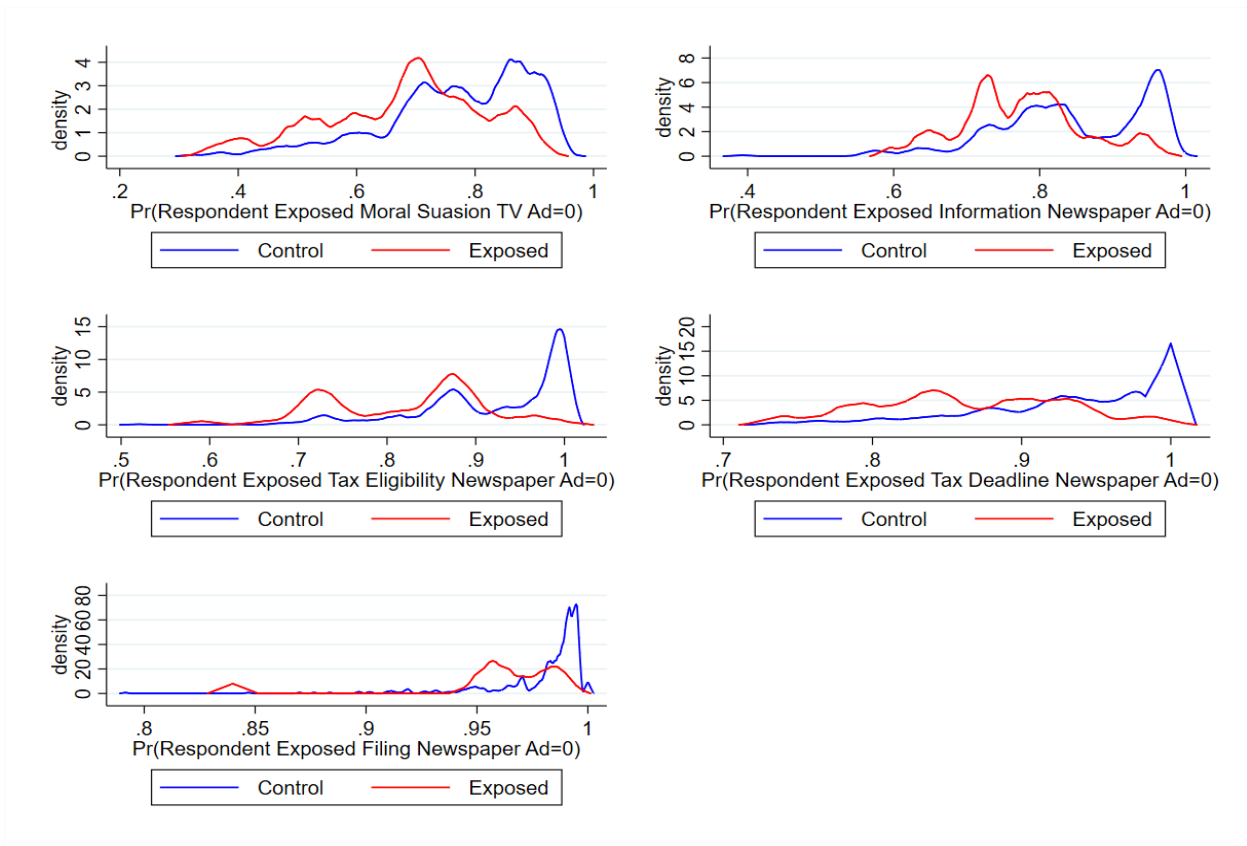 density
0 1 2 3 4
.2 .4 .6 .8 1
Pr(Respondent Exposed Moral Suasion TV Ad=0)
Control Exposed
density
0 2 4 6 8
.4 .6 .8 1
Pr(Respondent Exposed Information Newspaper Ad=0)
Control Exposed
density
0 5 10 15
.5 .6 .7 .8 .9 1
Pr(Respondent Exposed Tax Eligibility Newspaper Ad=0)
Control Exposed
density
0 5 10 15 20
.7 .8 .9 1
Pr(Respondent Exposed Tax Deadline Newspaper Ad=0)
Control Exposed
density
0 20 40 60 80
.8 .85 .9 .95 1
Pr(Respondent Exposed Filing Newspaper Ad=0)
Control Exposed